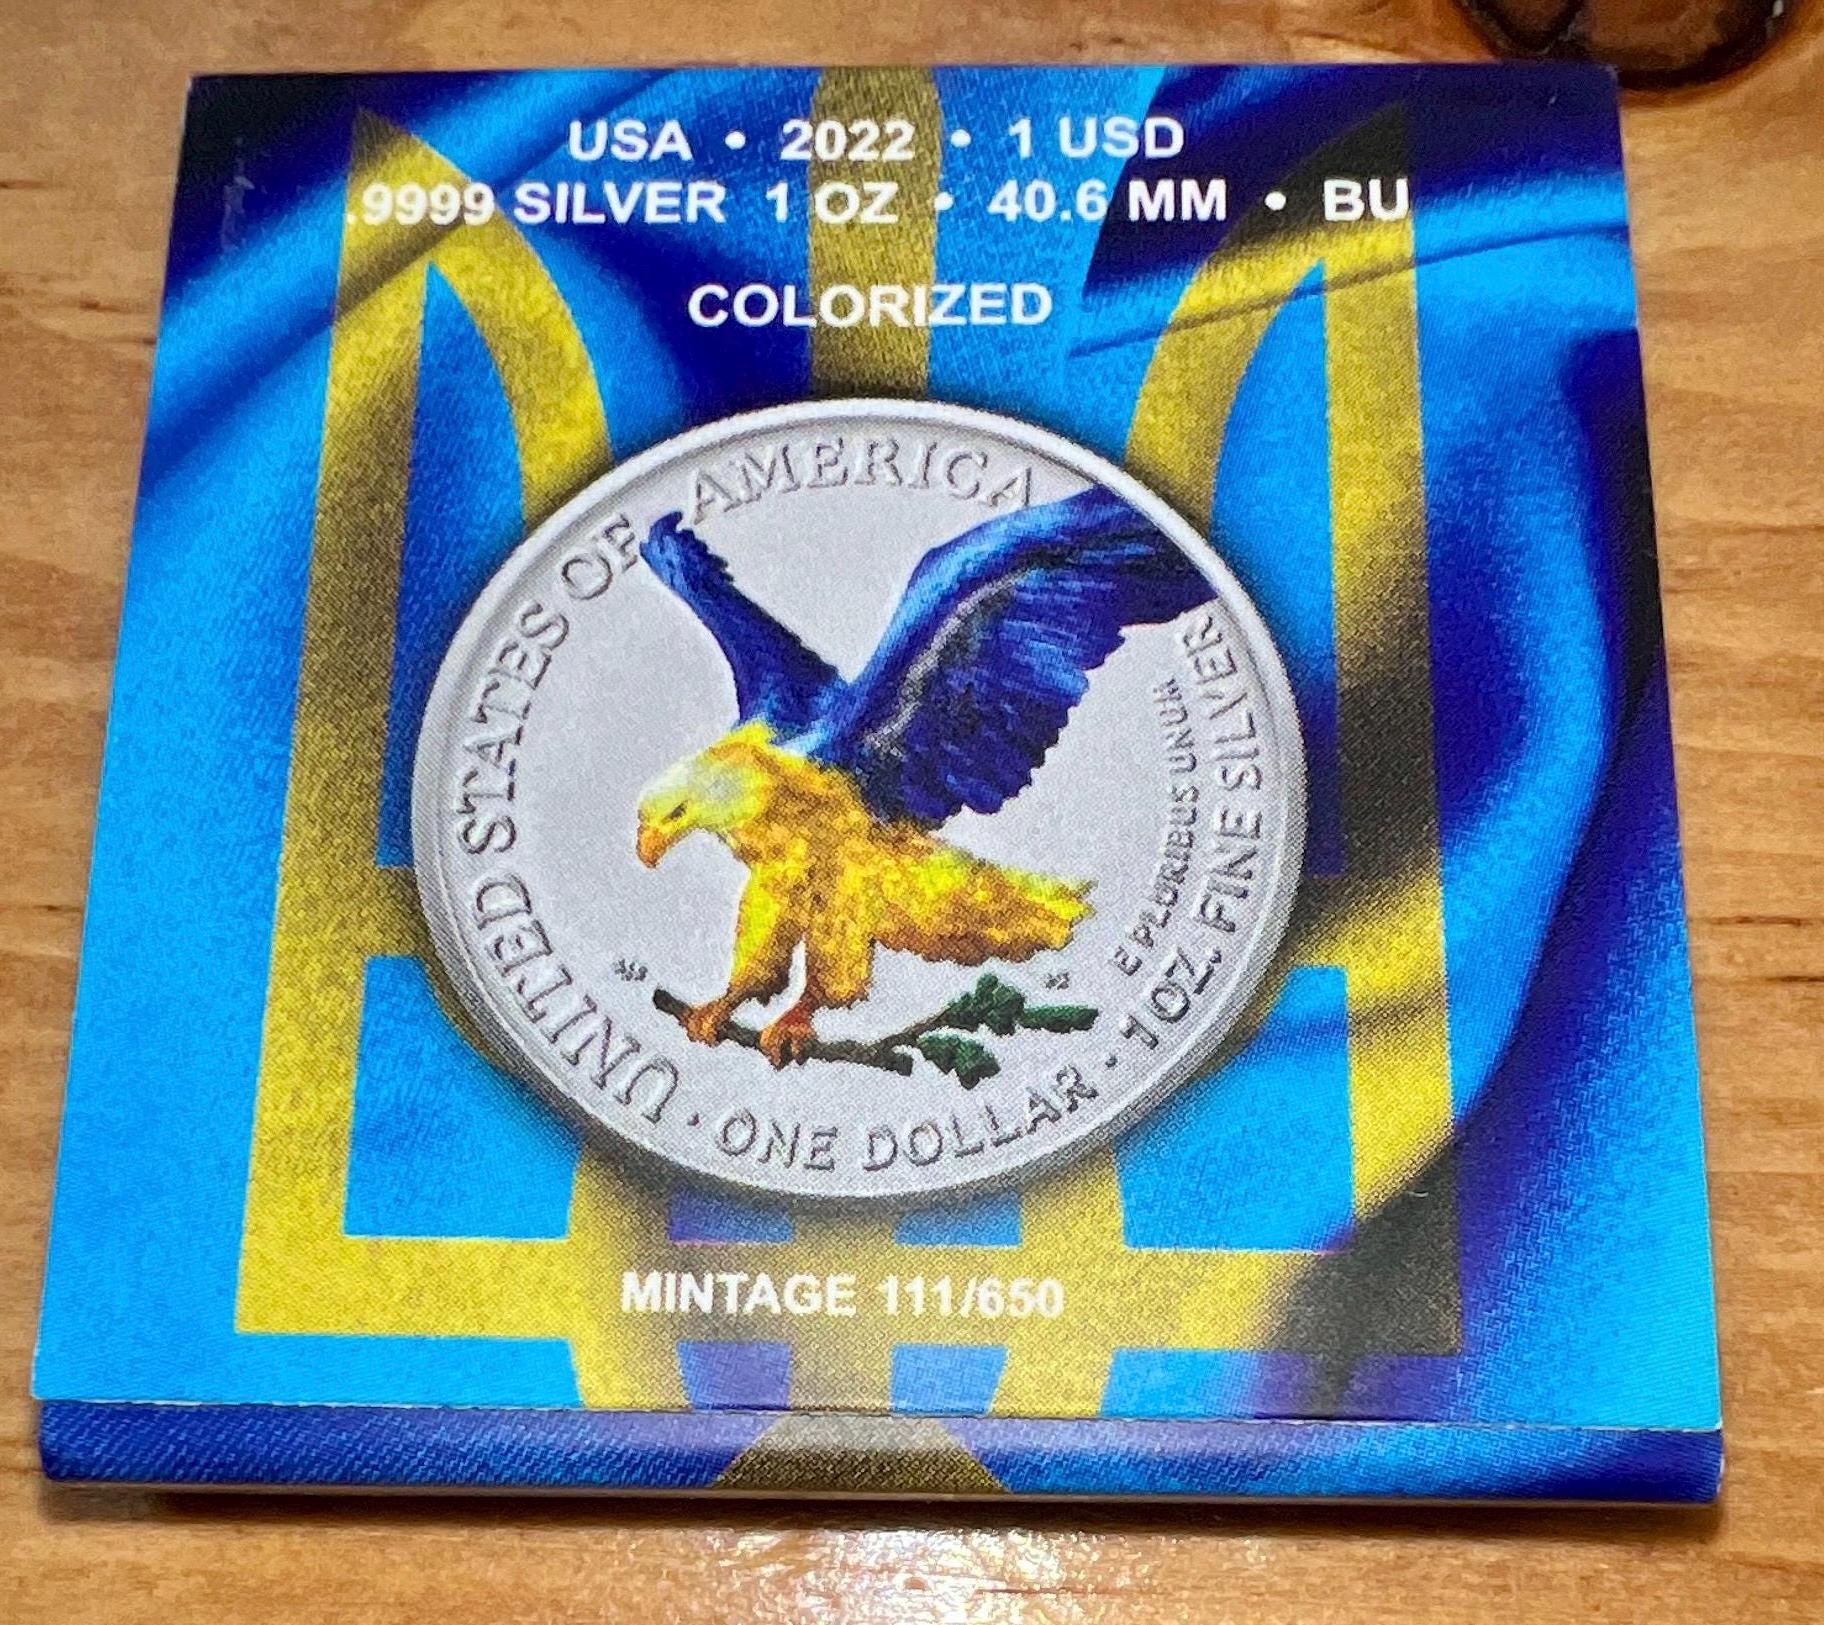 USA • 2022 • 1 USD
.9999 SILVER 1 OZ • 40.6 MM • BU
COLORIZED
UNITED STATES OF AMERICA
E PLURIBUS UNUM
1 OZ. FINE SILVER
· ONE DOLLAR ·
MINTAGE 111/650